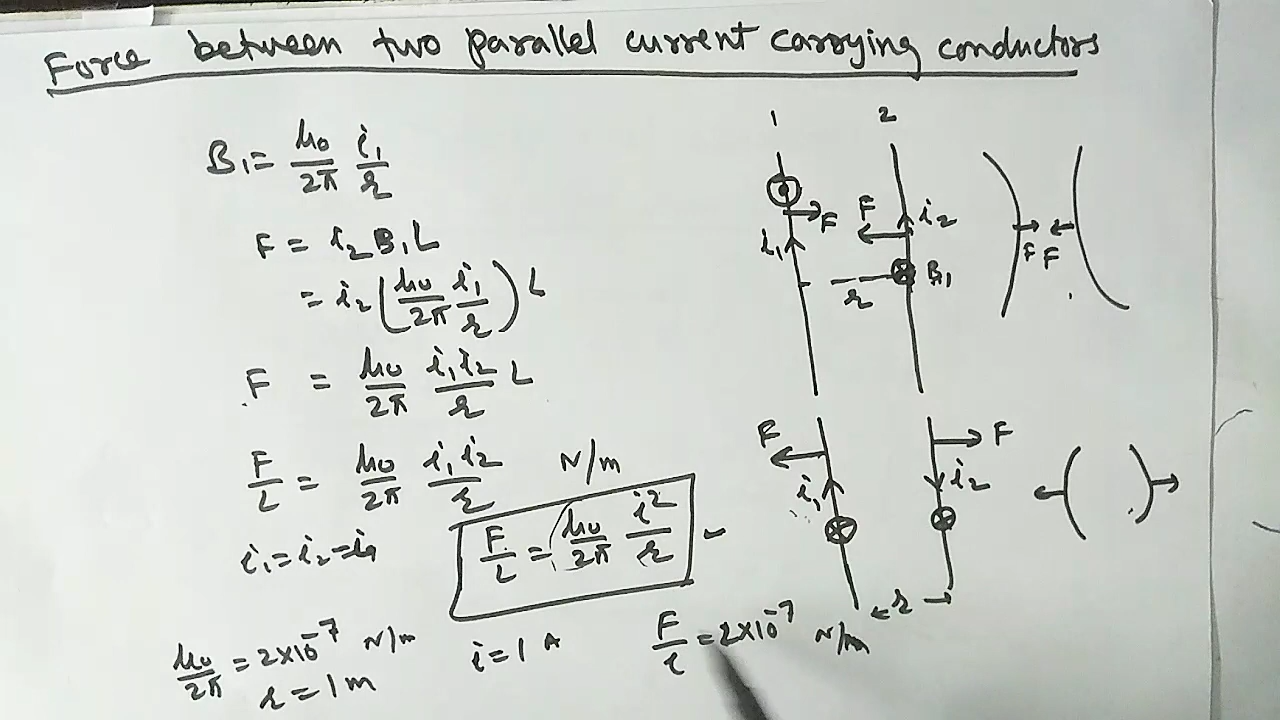 Force between two parallel current carrying conductors
B₁ = μ₀/2π i₁/r
F = i₂ B₁ L
= i₂ (μ₀/2π i₁/r) L
F = μ₀/2π i₁i₂/r L
F/L = μ₀/2π i₁i₂/r N/m
i₁ = i₂ = i
F/L = μ₀/2π i²/r
μ₀/2π = 2×10⁻⁷ N/m
r = 1m
i = 1 A
F/L = 2×10⁻⁷ N/m
1 2
F F i₂
i₁
r B₁
F F
F F
i₁ i₂
r